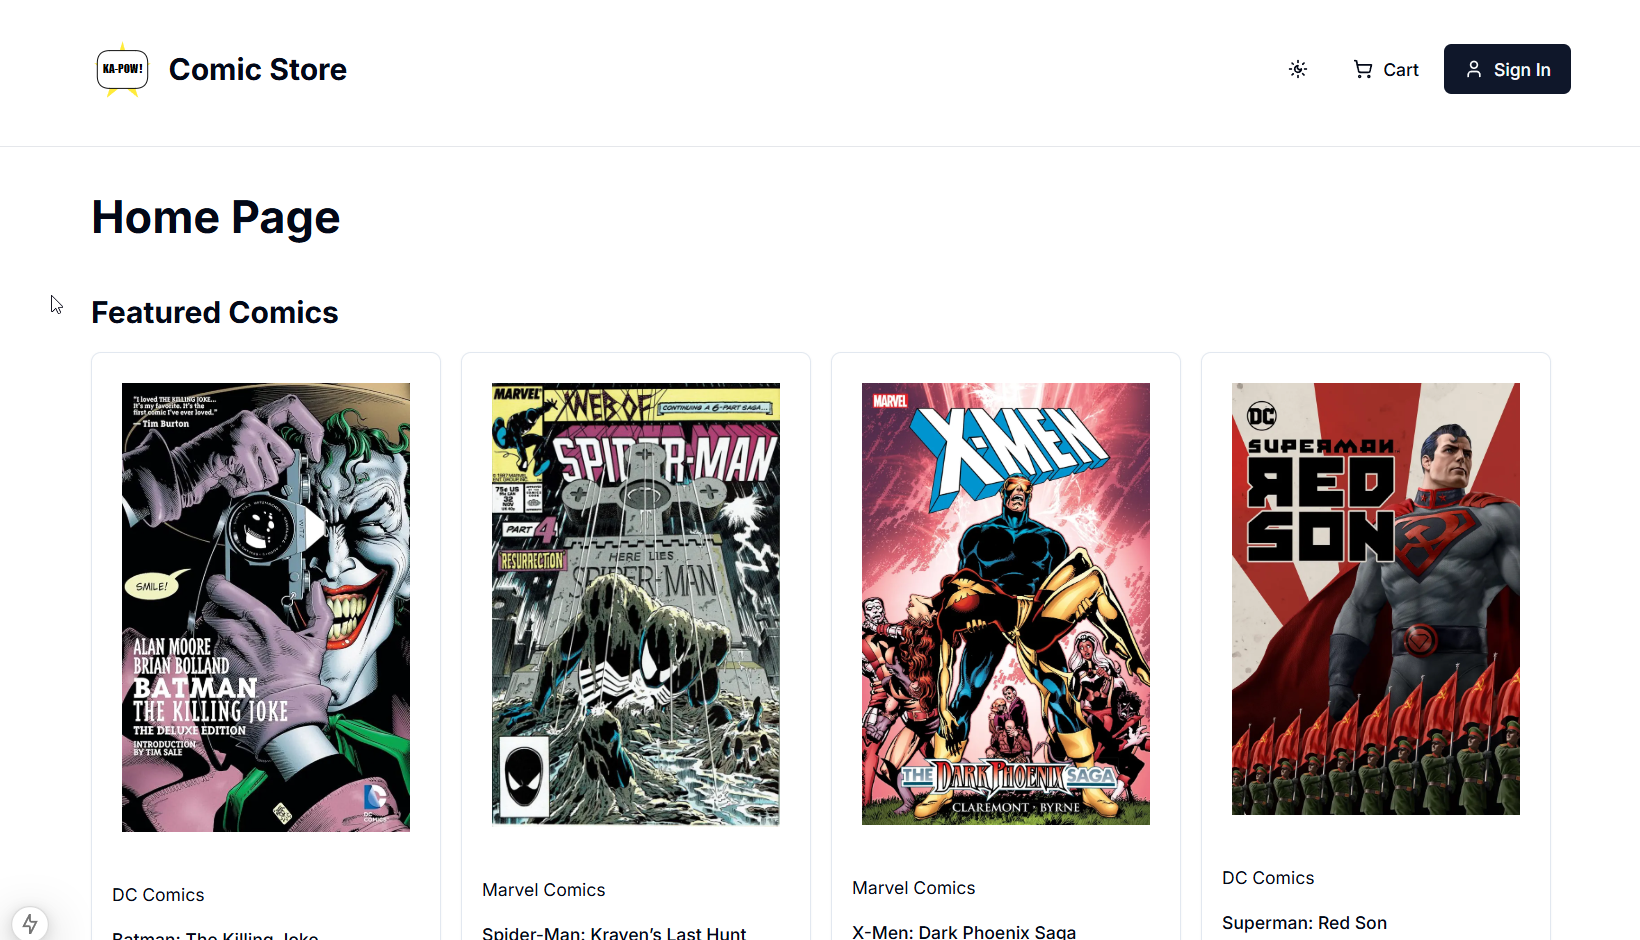 KA-POW!
Comic Store
Cart
Sign In
Home Page
Featured Comics
"I loved THE KILLING JOKE...
It's my favorite. It's the
first comic I've ever loved."
— Tim Burton
SMILE!
ALAN MOORE
BRIAN BOLLAND
BATMAN
THE KILLING JOKE
THE DELUXE EDITION
INTRODUCTION
BY TIM SALE
DC COMICS
MARVEL
WEB OF
CONTINUING A 6-PART SAGA...
SPIDER-MAN
75¢ US
32
NOV
PART 4
RESURRECTION
HERE LIES
SPIDER-MAN
MARVEL
X-MEN
THE DARK PHOENIX SAGA
CLAREMONT · BYRNE
DC
SUPERMAN
RED
SON
DC Comics
Marvel Comics
Marvel Comics
DC Comics
Batman: The Killing Joke
Spider-Man: Kraven's Last Hunt
X-Men: Dark Phoenix Saga
Superman: Red Son